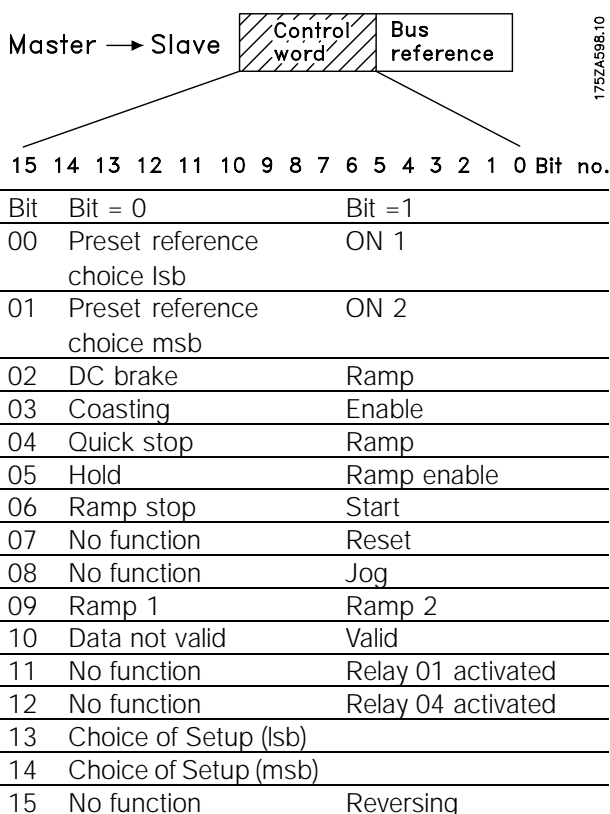 Master → Slave Control word Bus reference
175ZA598.10
15 14 13 12 11 10 9 8 7 6 5 4 3 2 1 0 Bit no.
Bit Bit = 0 Bit =1
00 Preset reference ON 1
choice lsb
01 Preset reference ON 2
choice msb
02 DC brake Ramp
03 Coasting Enable
04 Quick stop Ramp
05 Hold Ramp enable
06 Ramp stop Start
07 No function Reset
08 No function Jog
09 Ramp 1 Ramp 2
10 Data not valid Valid
11 No function Relay 01 activated
12 No function Relay 04 activated
13 Choice of Setup (lsb)
14 Choice of Setup (msb)
15 No function Reversing